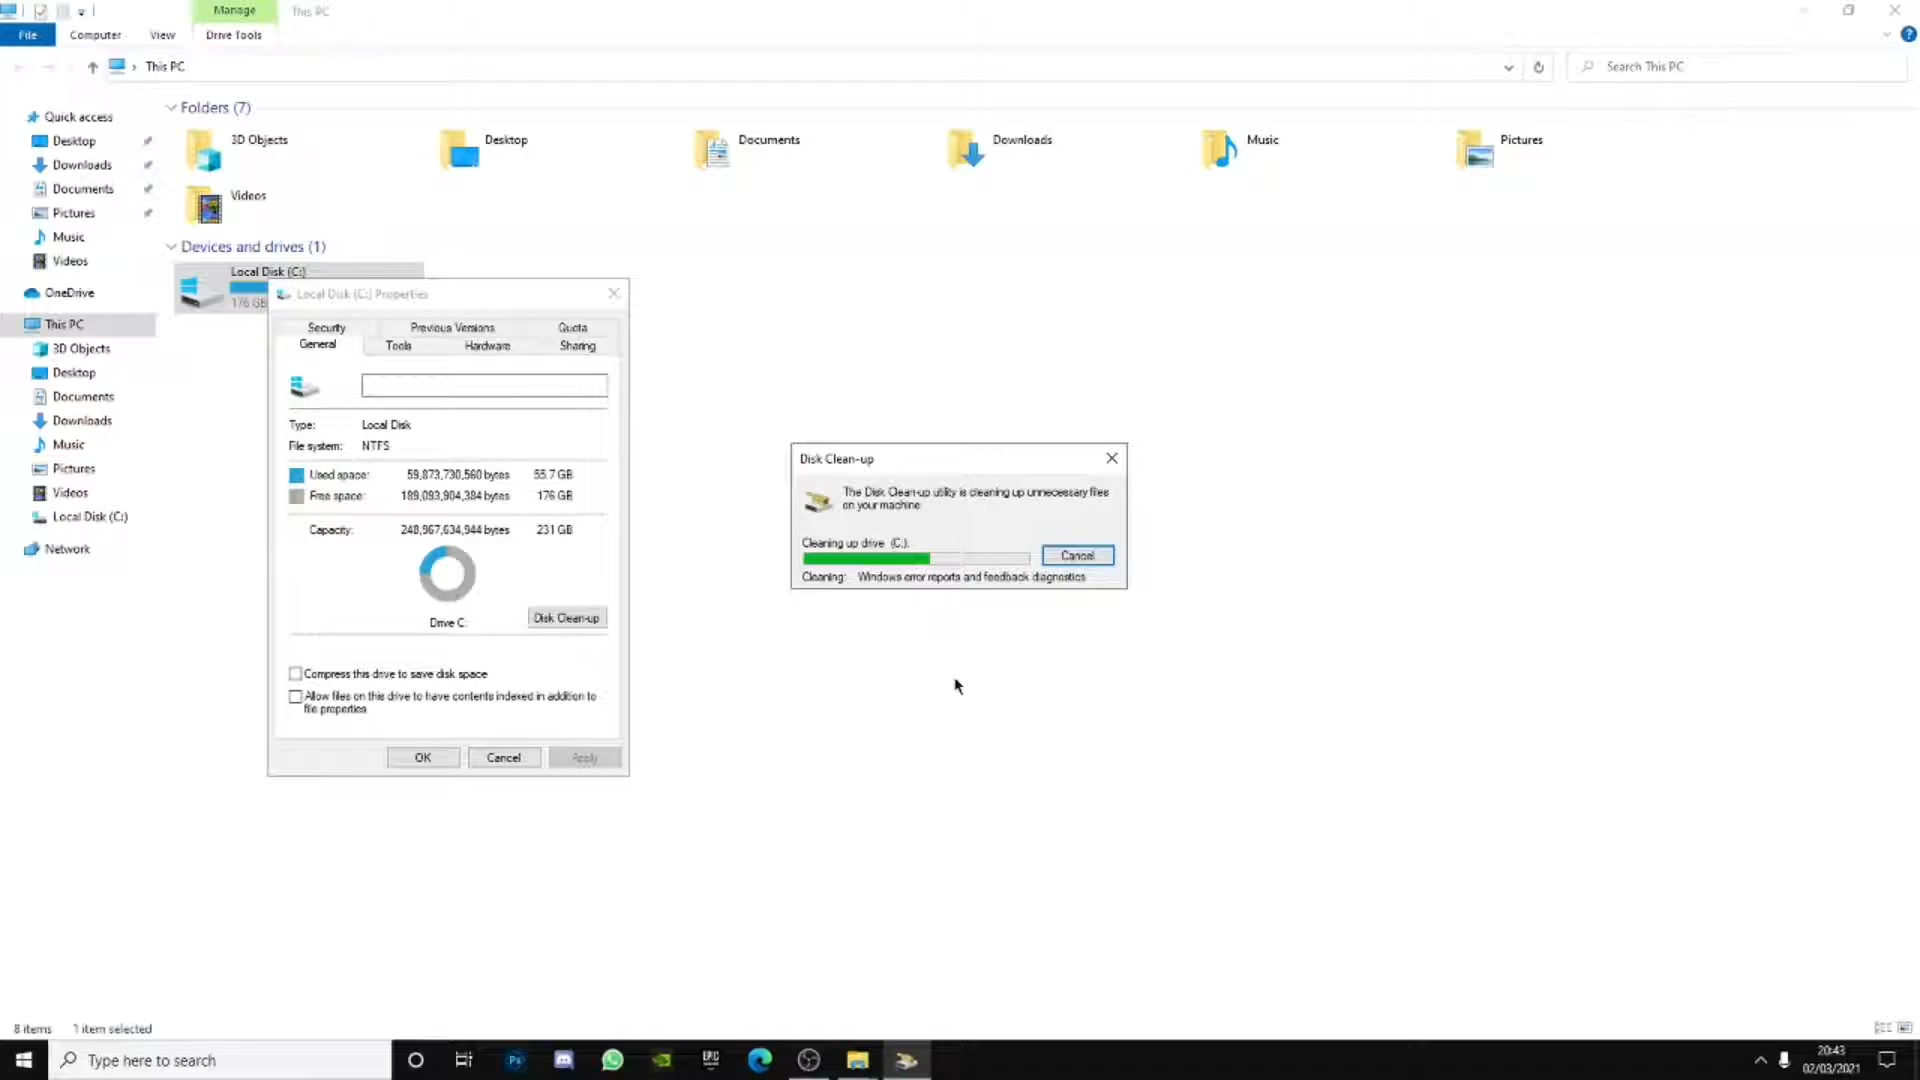 Manage
This PC
File
Computer
View
Drive Tools
This PC
Search This PC
Quick access
Desktop
Downloads
Documents
Pictures
Music
Videos
OneDrive
This PC
3D Objects
Desktop
Documents
Downloads
Music
Pictures
Videos
Local Disk (C:)
Network
Folders (7)
3D Objects
Desktop
Documents
Downloads
Music
Pictures
Videos
Devices and drives (1)
Local Disk (C:)
176 GB
Local Disk (C:) Properties
Security
Previous Versions
Quota
General
Tools
Hardware
Sharing
Type: Local Disk
File system: NTFS
Used space: 59,873,730,560 bytes 55.7 GB
Free space: 189,093,904,384 bytes 176 GB
Capacity: 248,967,634,944 bytes 231 GB
Drive C:
Disk Clean-up
Compress this drive to save disk space
Allow files on this drive to have contents indexed in addition to
file properties
OK
Cancel
Apply
Disk Clean-up
The Disk Clean-up utility is cleaning up unnecessary files
on your machine
Cleaning up drive (C:).
Cancel
Cleaning: Windows error reports and feedback diagnostics
8 items
1 item selected
Type here to search
Ps
EPIC
20:43
02/03/2021